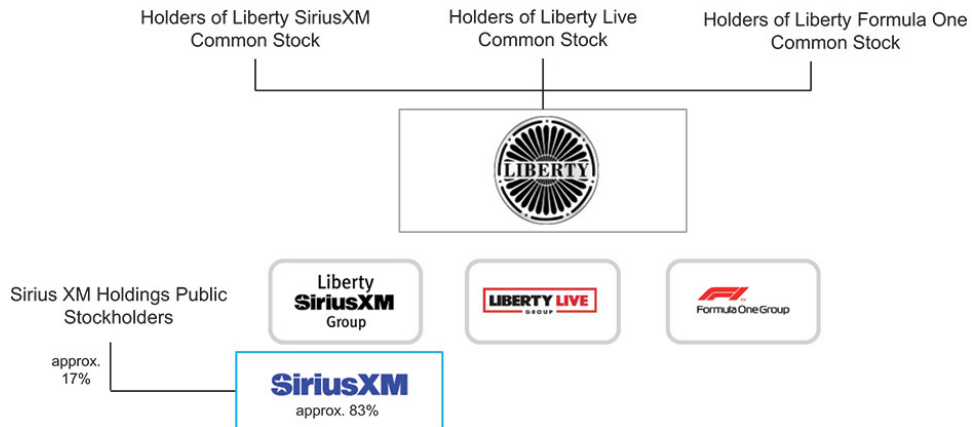 Holders of Liberty SiriusXM
Common Stock
Holders of Liberty Live
Common Stock
Holders of Liberty Formula One
Common Stock
LIBERTY
Liberty
SiriusXM
Group
LIBERTY LIVE
GROUP
F1
Formula One Group
Sirius XM Holdings Public
Stockholders
approx.
17%
SiriusXM
approx. 83%